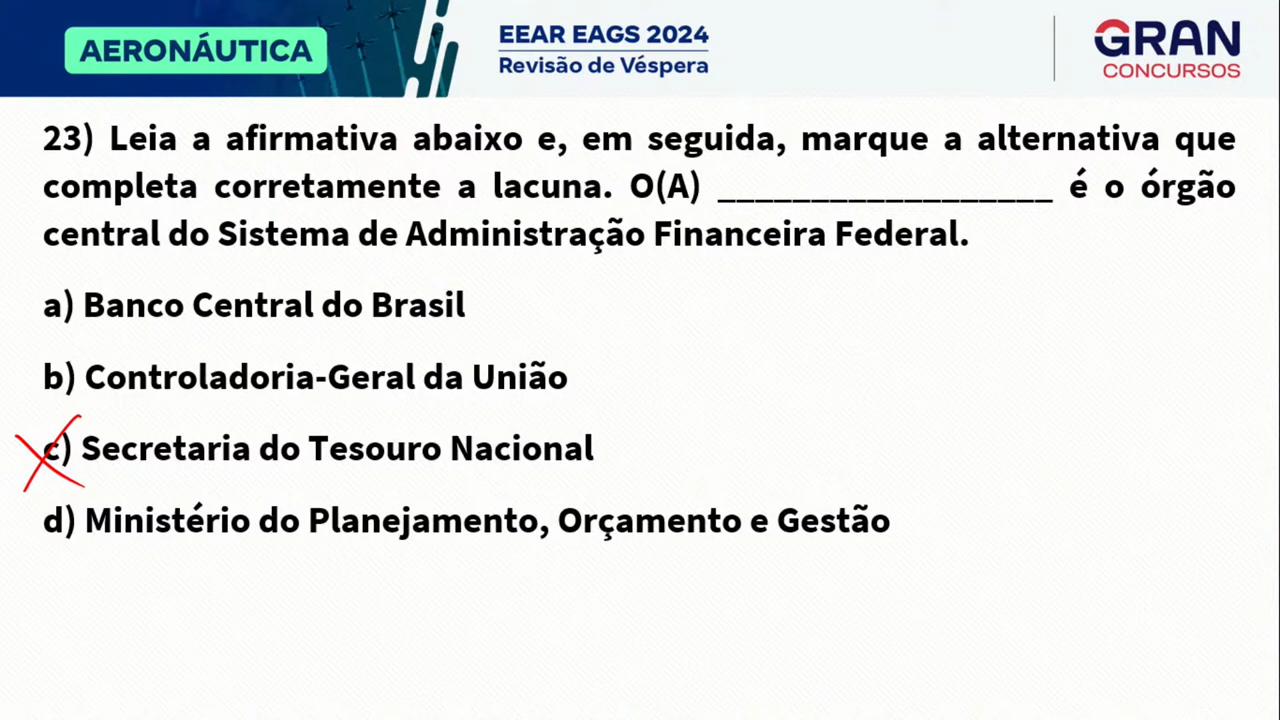 AERONÁUTICA
EEAR EAGS 2024
Revisão de Véspera
GRAN
CONCURSOS
23) Leia a afirmativa abaixo e, em seguida, marque a alternativa que
completa corretamente a lacuna. O(A) __________________ é o órgão
central do Sistema de Administração Financeira Federal.
a) Banco Central do Brasil
b) Controladoria-Geral da União
c) Secretaria do Tesouro Nacional
d) Ministério do Planejamento, Orçamento e Gestão